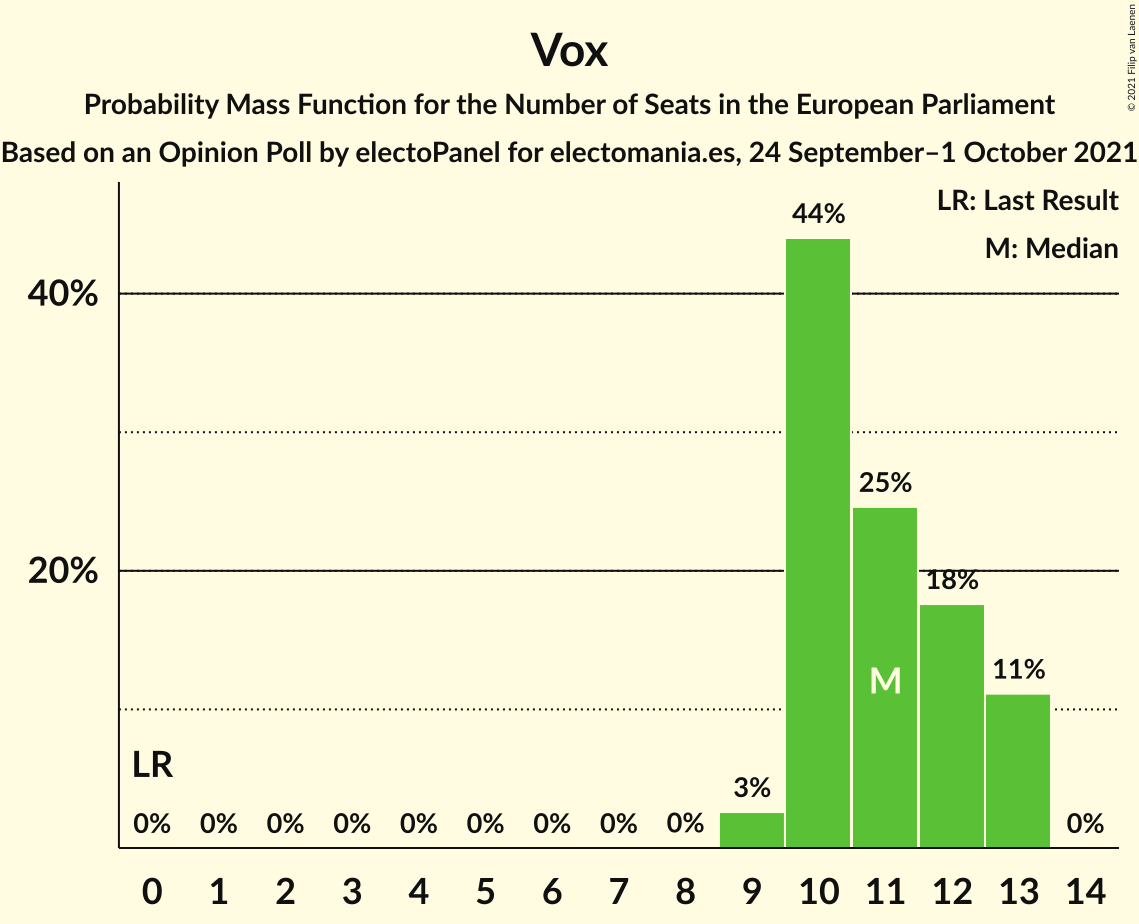 Vox
Probability Mass Function for the Number of Seats in the European Parliament
Based on an Opinion Poll by electoPanel for electomania.es, 24 September–1 October 2021
© 2021 Filip van Laenen
LR: Last Result
M: Median
44%
40%
25%
20%
18%
M
11%
LR
3%
0% 0% 0% 0% 0% 0% 0% 0% 0% 0%
0 1 2 3 4 5 6 7 8 9 10 11 12 13 14